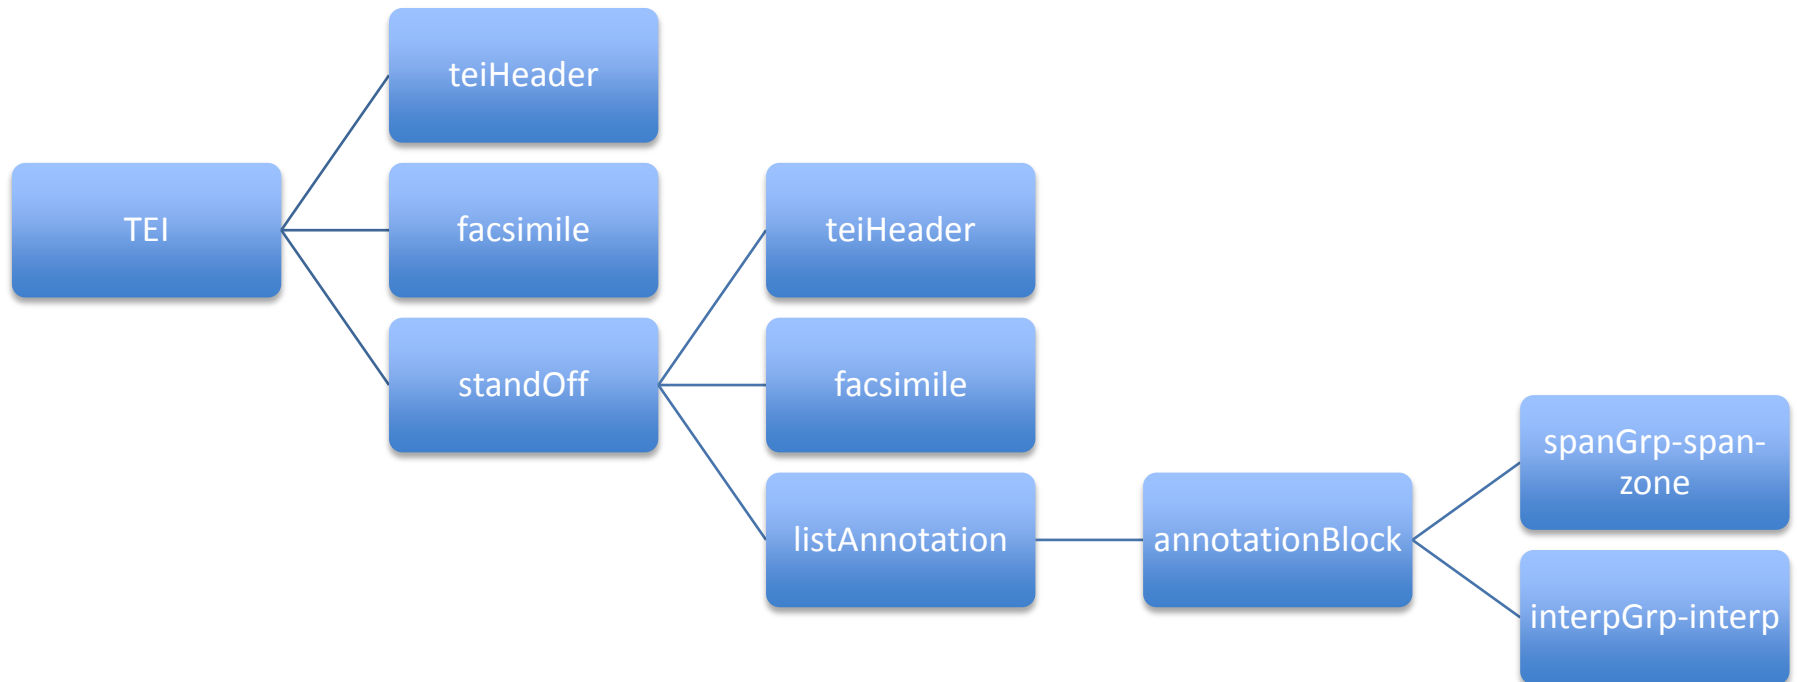 teiHeader
TEI
facsimile
standOff
teiHeader
facsimile
listAnnotation
annotationBlock
spanGrp-span-
zone
interpGrp-interp